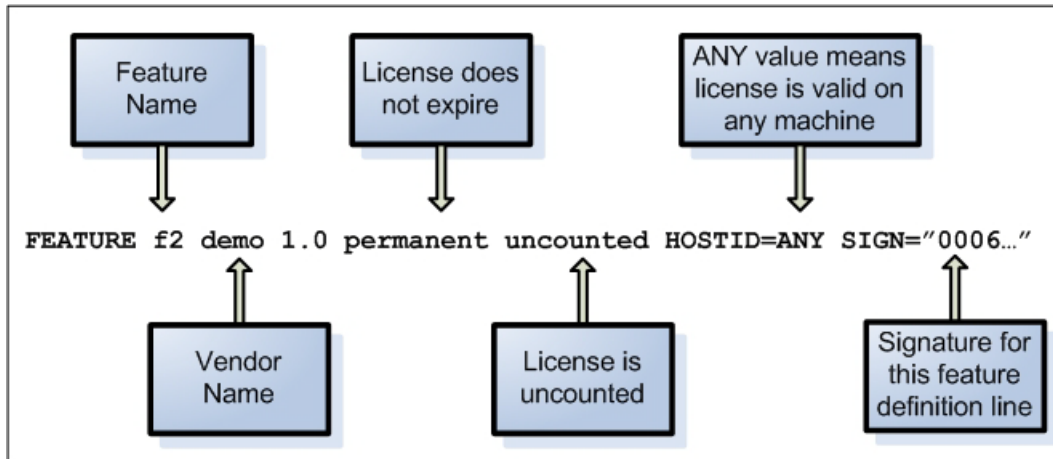 Feature
Name
License does
not expire
ANY value means
license is valid on
any machine
FEATURE f2 demo 1.0 permanent uncounted HOSTID=ANY SIGN=”0006…”
Vendor
Name
License is
uncounted
Signature for
this feature
definition line